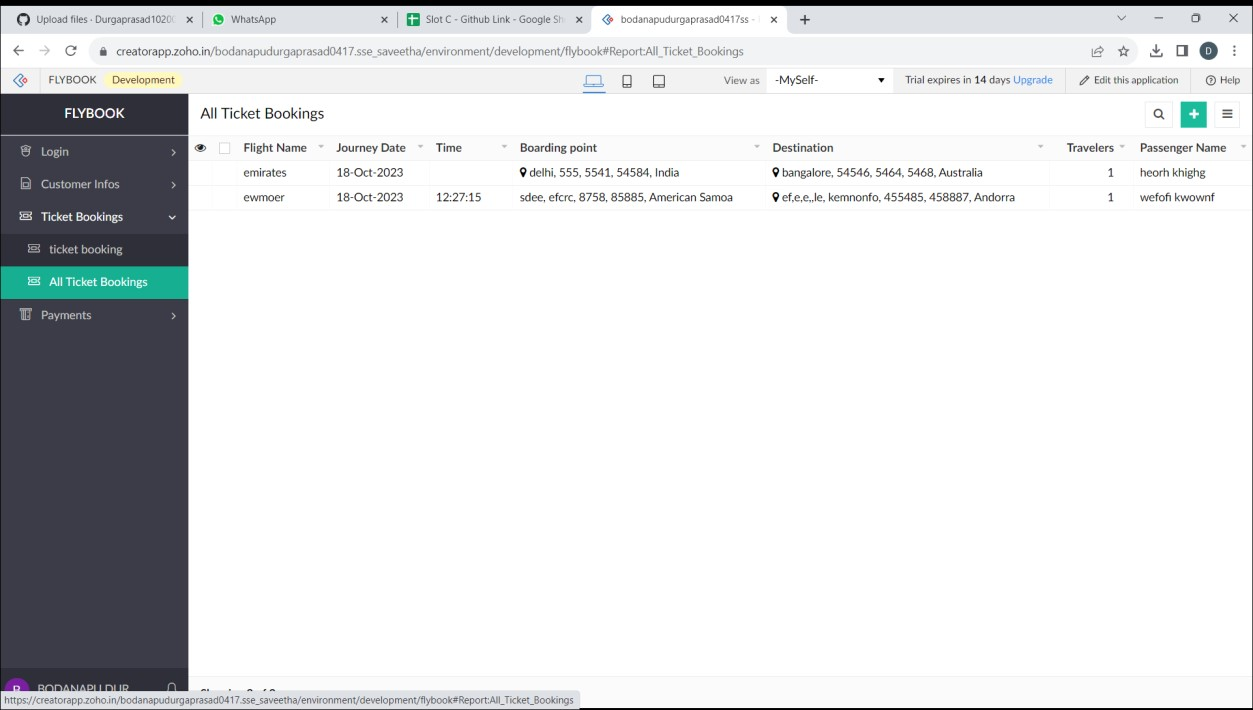 Upload files · Durgaprasad1020
WhatsApp
Slot C - Github Link - Google Sh
bodanapudurgaprasad0417ss -
creatorapp.zoho.in/bodanapudurgaprasad0417.sse_saveetha/environment/development/flybook#Report:All_Ticket_Bookings
D
FLYBOOK Development
View as -MySelf-
Trial expires in 14 days Upgrade
Edit this application
Help
FLYBOOK
Login
Customer Infos
Ticket Bookings
ticket booking
All Ticket Bookings
Payments
All Ticket Bookings
Flight Name Journey Date Time Boarding point Destination Travelers Passenger Name
emirates 18-Oct-2023 delhi, 555, 5541, 54584, India bangalore, 54546, 5464, 5468, Australia 1 heorh khighg
ewmoer 18-Oct-2023 12:27:15 sdee, efcrc, 8758, 85885, American Samoa ef,e,e,,le, kemnonfo, 455485, 458887, Andorra 1 wefofi kwownf
BODANAPU DUR
https://creatorapp.zoho.in/bodanapudurgaprasad0417.sse_saveetha/environment/development/flybook#Report:All_Ticket_Bookings